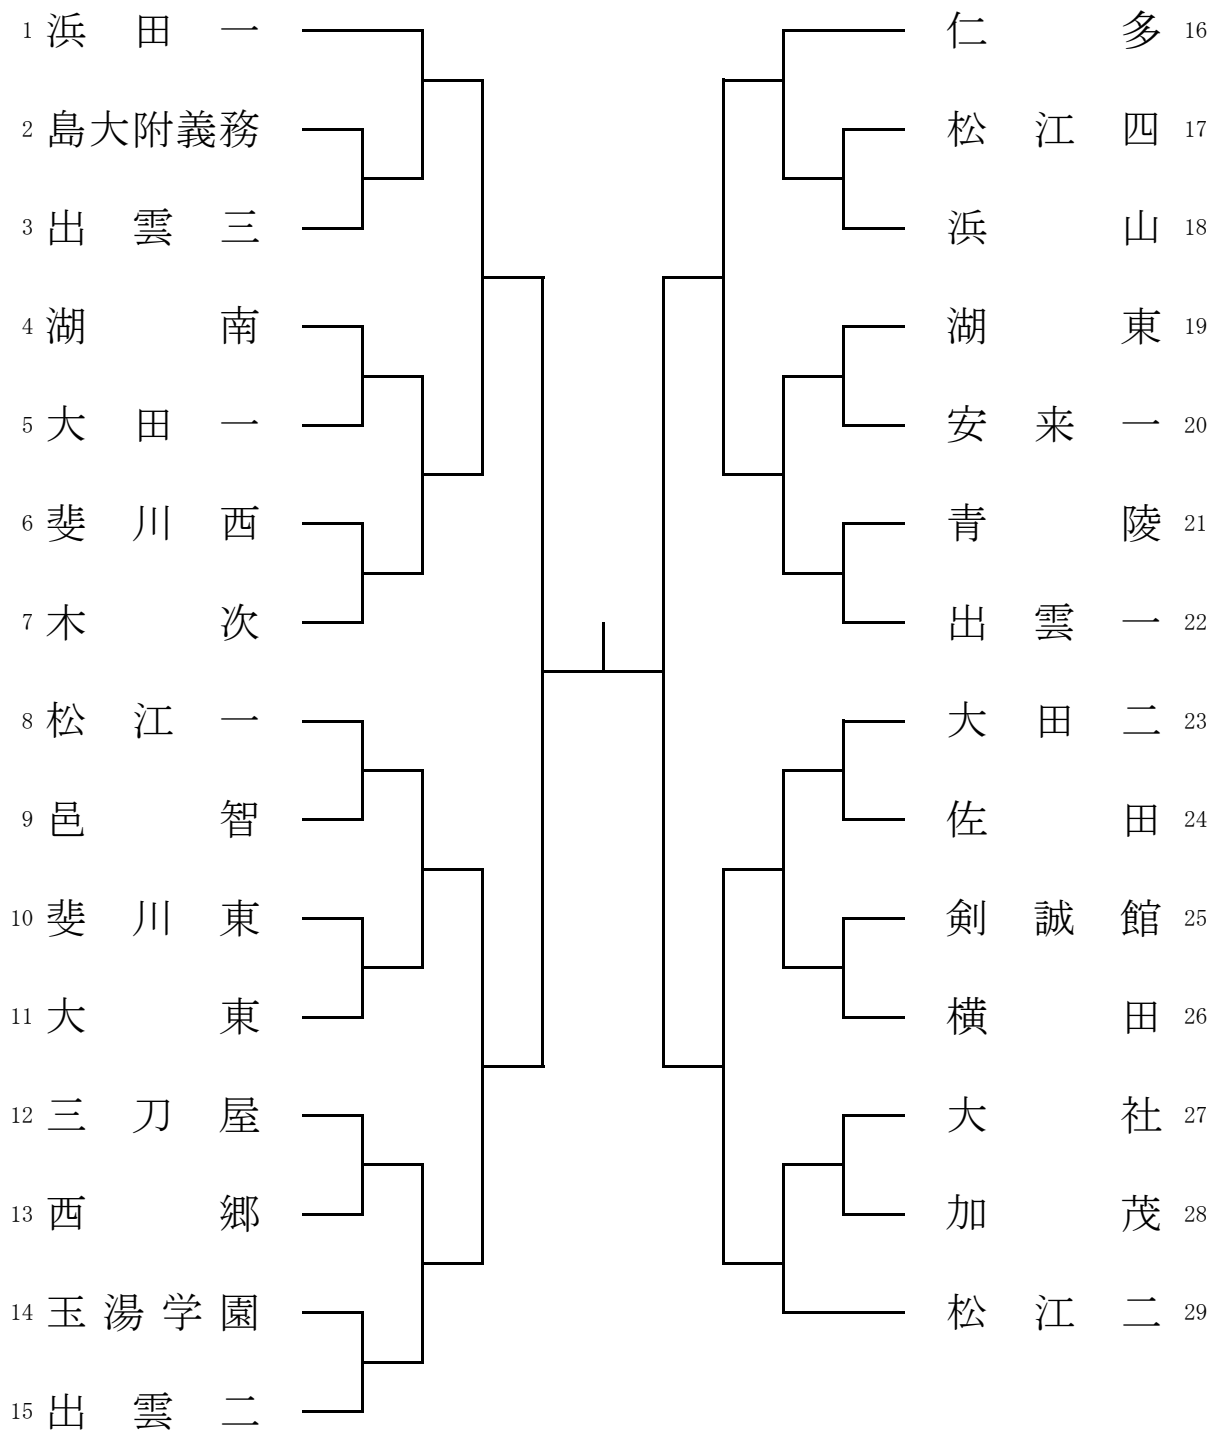 1 浜田一
2 島大附義務
3 出雲三
4 湖南
5 大田一
6 斐川西
7 木次
8 松江一
9 邑智
10 斐川東
11 大東
12 三刀屋
13 西郷
14 玉湯学園
15 出雲二
仁多 16
松江四 17
浜山 18
湖東 19
安来一 20
青陵 21
出雲一 22
大田二 23
佐田 24
剣誠館 25
横田 26
大社 27
加茂 28
松江二 29